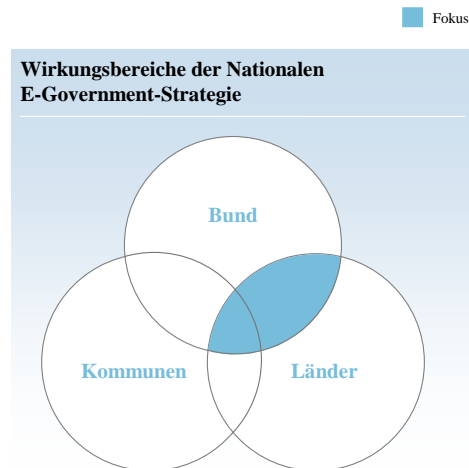 Fokus
Wirkungsbereiche der Nationalen
E-Government-Strategie
Bund
Kommunen
Länder